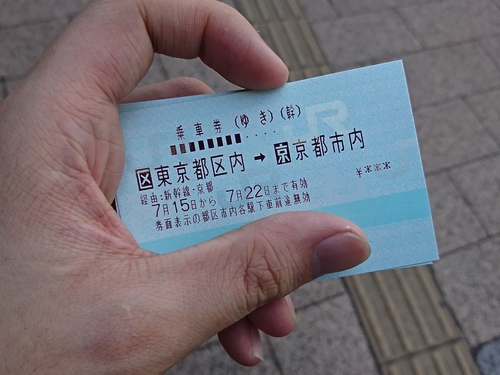 乗車券 (ゆき) (幹)
区東京都区内 → 京京都市内
経由:新幹線・京都
7月15日から 7月22日まで有効 ¥***
券面表示の都区市内各駅下車前途無効
JR